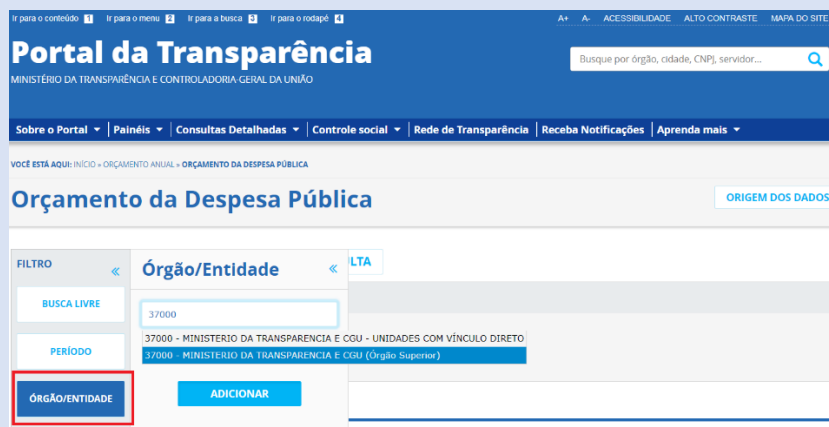 Ir para o conteúdo 1 Ir para o menu 2 Ir para a busca 3 Ir para o rodapé 4
A+ A- ACESSIBILIDADE ALTO CONTRASTE MAPA DO SITE
Portal da Transparência
Busque por órgão, cidade, CNPJ, servidor...
MINISTÉRIO DA TRANSPARÊNCIA E CONTROLADORIA-GERAL DA UNIÃO
Sobre o Portal Painéis Consultas Detalhadas Controle social Rede de Transparência Receba Notificações Aprenda mais
VOCÊ ESTÁ AQUI: INÍCIO » ORÇAMENTO ANUAL » ORÇAMENTO DA DESPESA PÚBLICA
Orçamento da Despesa Pública
ORIGEM DOS DADOS
FILTRO «
Órgão/Entidade «
LTA
BUSCA LIVRE
37000
37000 - MINISTERIO DA TRANSPARENCIA E CGU - UNIDADES COM VÍNCULO DIRETO
PERÍODO
37000 - MINISTERIO DA TRANSPARENCIA E CGU (Órgão Superior)
ÓRGÃO/ENTIDADE
ADICIONAR